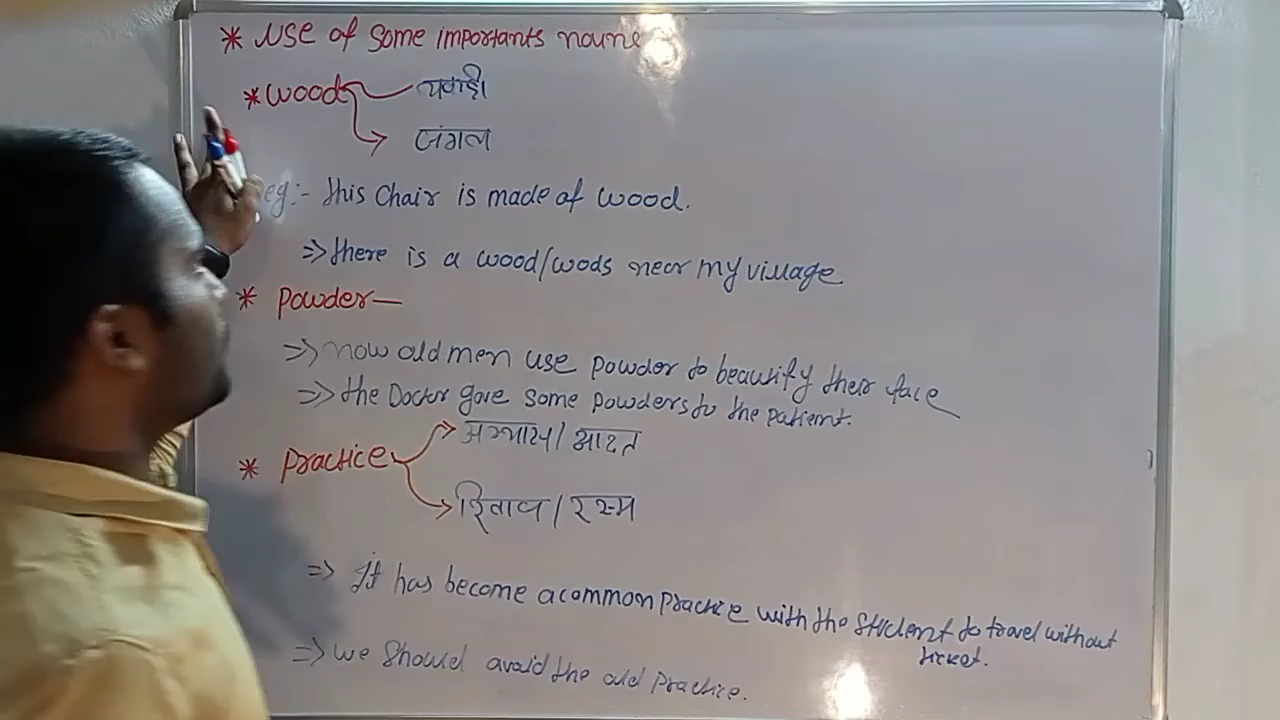 * Use of Some importants noune
* wood लकड़ी
जंगल
eg:- this Chair is made of wood.
⇒ there is a wood/wods near my village
* Powder—
⇒ now old men use powder to beautify their face
⇒ the Doctor gave some powders to the patient.
* Practice अभ्यास/आदत
रिवाज/रस्म
⇒ It has become a common practice with the student to travel without
ticket.
⇒ we should avaid the old practice.